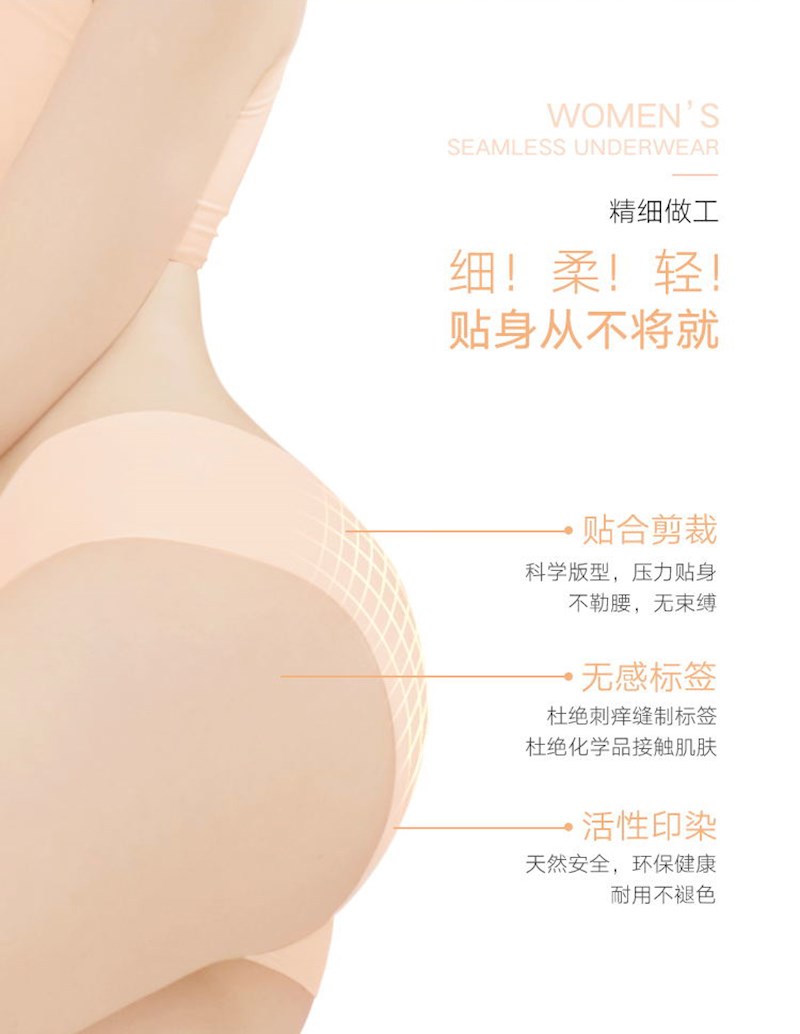 WOMEN'S
SEAMLESS UNDERWEAR
精细做工
细！柔！轻！
贴身从不将就
贴合剪裁
科学版型，压力贴身
不勒腰，无束缚
无感标签
杜绝刺痒缝制标签
杜绝化学品接触肌肤
活性印染
天然安全，环保健康
耐用不褪色